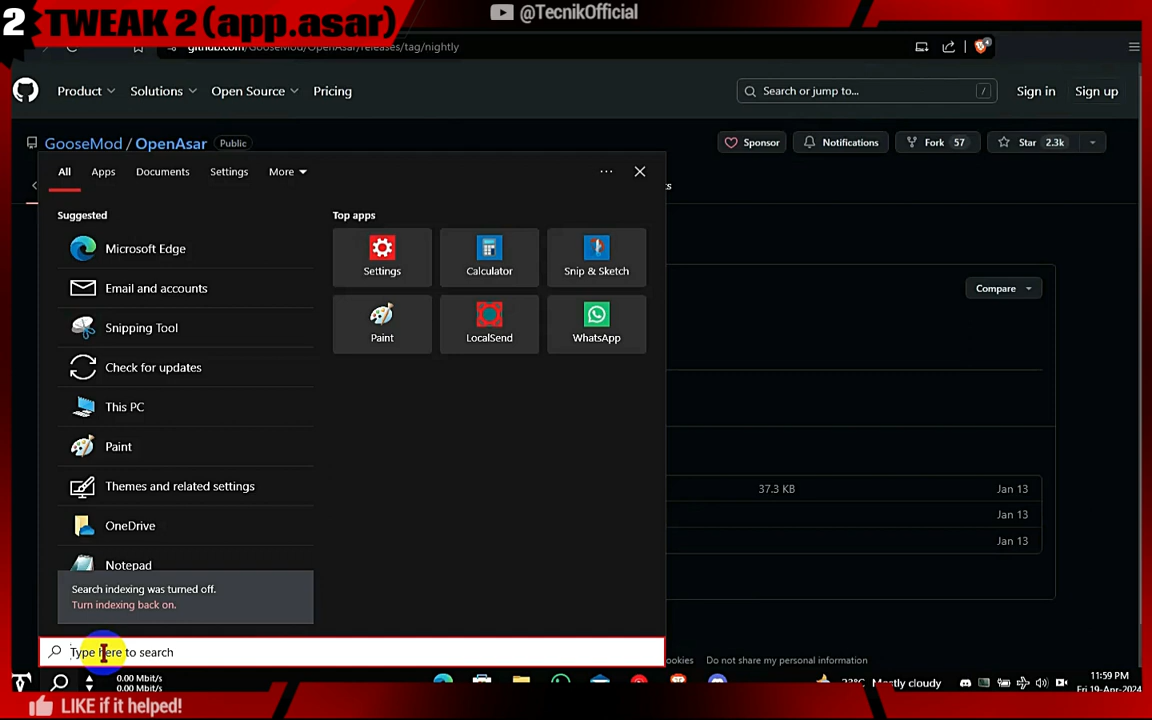 2 TWEAK 2(app.asar)
@TecnikOfficial
github.com/GooseMod/OpenAsar/releases/tag/nightly
Product
Solutions
Open Source
Pricing
Search or jump to...
/
Sign in
Sign up
GooseMod / OpenAsar
Public
Sponsor
Notifications
Fork 57
Star 2.3k
All
Apps
Documents
Settings
More
Suggested
Microsoft Edge
Email and accounts
Snipping Tool
Check for updates
This PC
Paint
Themes and related settings
OneDrive
Notepad
Search indexing was turned off.
Turn indexing back on.
Top apps
Settings
Calculator
Snip & Sketch
Paint
LocalSend
WhatsApp
Compare
37.3 KB
Jan 13
Jan 13
Jan 13
Type here to search
ookies
Do not share my personal information
0.00 Mbit/s
0.00 Mbit/s
Mostly cloudy
11:59 PM
Fri 19-Apr-2024
LIKE if it helped!